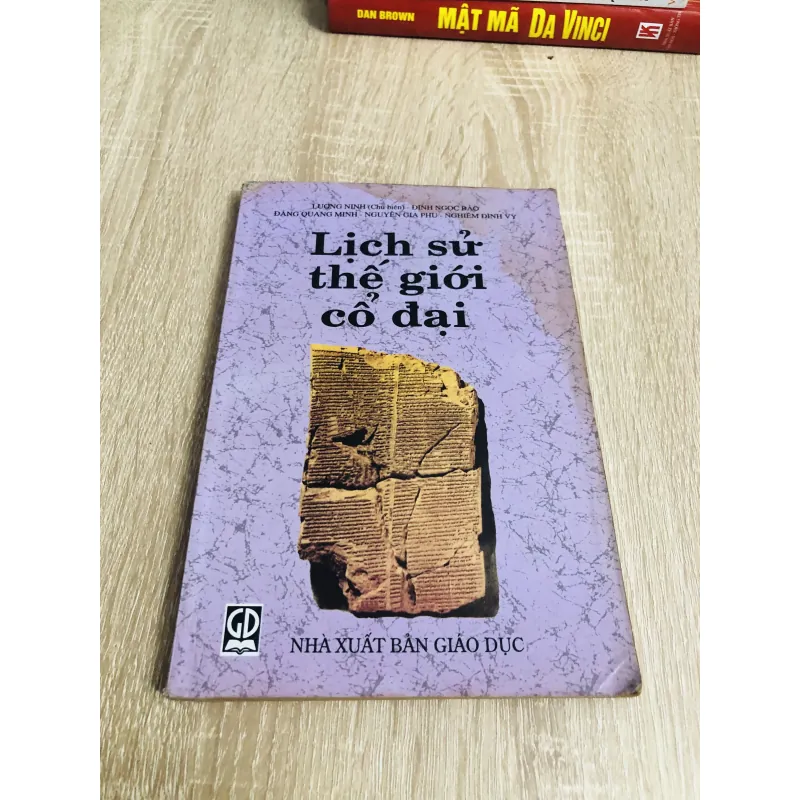 DAN BROWN MẬT MÃ DA VINCI
LƯƠNG NINH (Chủ biên) - ĐINH NGỌC BẢO
ĐẶNG QUANG MINH - NGUYỄN GIA PHU - NGHIÊM ĐÌNH VỲ
Lịch sử
thế giới
cổ đại
GD
NHÀ XUẤT BẢN GIÁO DỤC